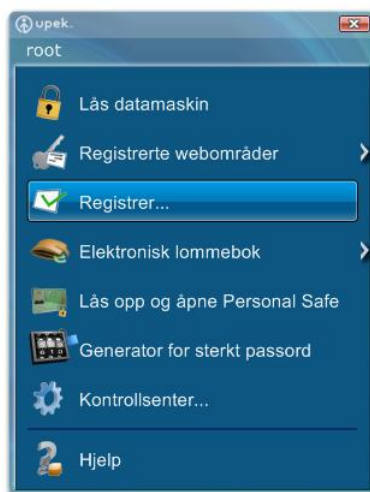 upek
root
Lås datamaskin
Registrerte webområder
Registrer...
Elektronisk lommebok
Lås opp og åpne Personal Safe
Generator for sterkt passord
Kontrollsenter...
Hjelp